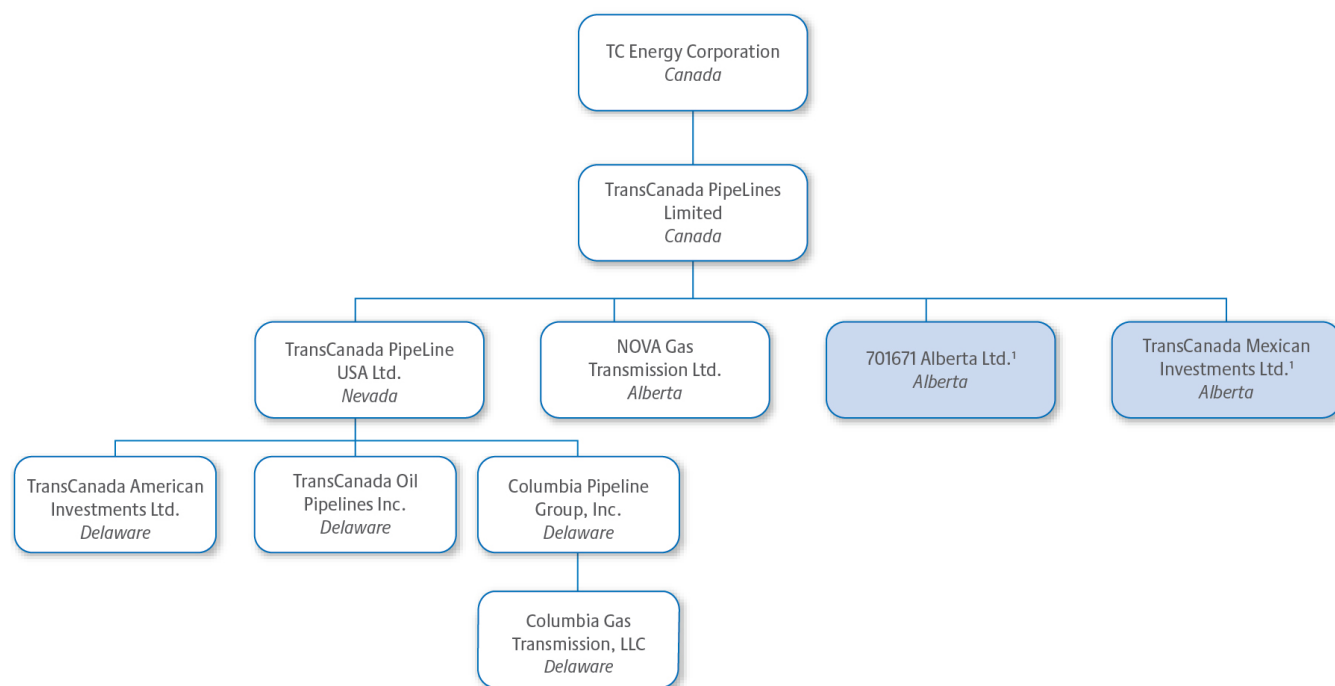 TC Energy Corporation
Canada
TransCanada PipeLines
Limited
Canada
TransCanada PipeLine
USA Ltd.
Nevada
NOVA Gas
Transmission Ltd.
Alberta
701671 Alberta Ltd.¹
Alberta
TransCanada Mexican
Investments Ltd.¹
Alberta
TransCanada American
Investments Ltd.
Delaware
TransCanada Oil
Pipelines Inc.
Delaware
Columbia Pipeline
Group, Inc.
Delaware
Columbia Gas
Transmission, LLC
Delaware